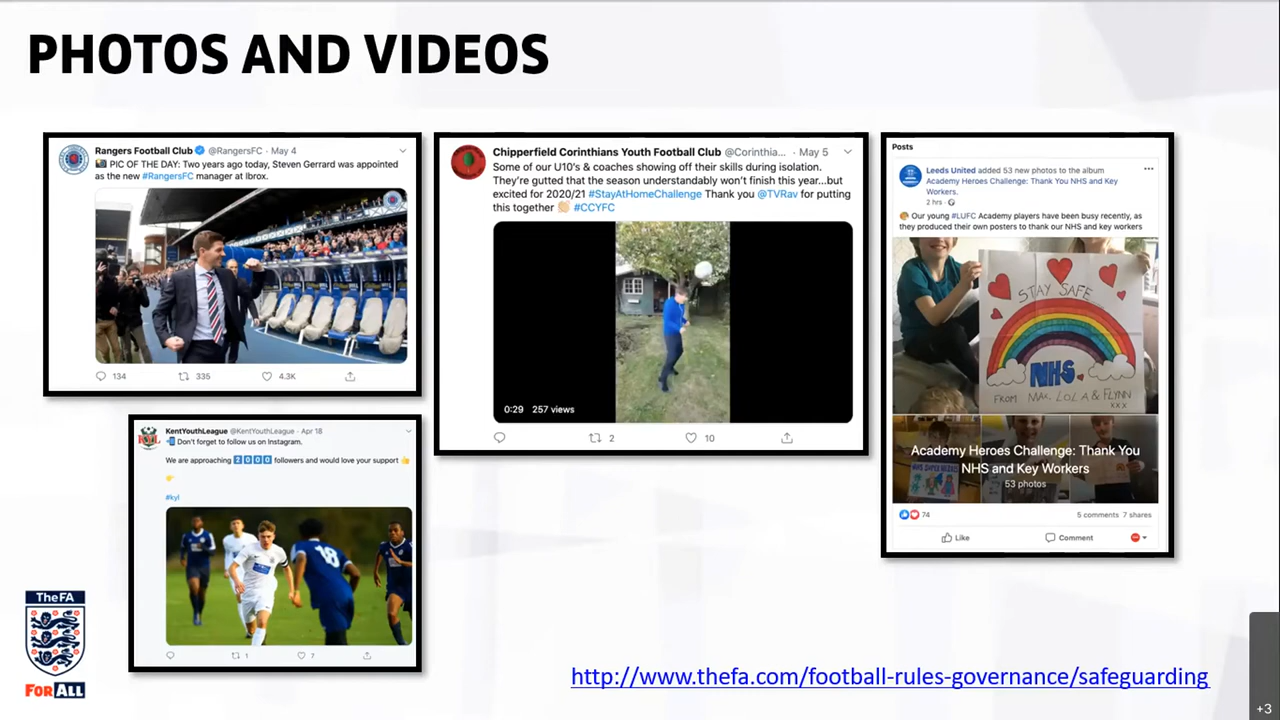 PHOTOS AND VIDEOS
Rangers Football Club @RangersFC · May 4
PIC OF THE DAY: Two years ago today, Steven Gerrard was appointed
as the new #RangersFC manager at Ibrox.
134 335 4.3K
Chipperfield Corinthians Youth Football Club @Corinthia... · May 5
Some of our U10's & coaches showing off their skills during isolation.
They're gutted that the season understandably won't finish this year...but
excited for 2020/21 #StayAtHomeChallenge Thank you @TVRav for putting
this together #CCYFC
0:29 257 views
2 10
Posts
Leeds United added 53 new photos to the album
Academy Heroes Challenge: Thank You NHS and Key
Workers.
2 hrs ·
Our young #LUFC Academy players have been busy recently, as
they produced their own posters to thank our NHS and key workers
STAY SAFE
NHS
FROM MAX, LOLA & FLYNN
XXX
Academy Heroes Challenge: Thank You
NHS and Key Workers
53 photos
74 5 comments 7 shares
Like Comment
KentYouthLeague @KentYouthLeague · Apr 18
Don't forget to follow us on Instagram.
We are approaching 2000 followers and would love your support
#kyl
18
1 7
The FA
FOR ALL
http://www.thefa.com/football-rules-governance/safeguarding
+3